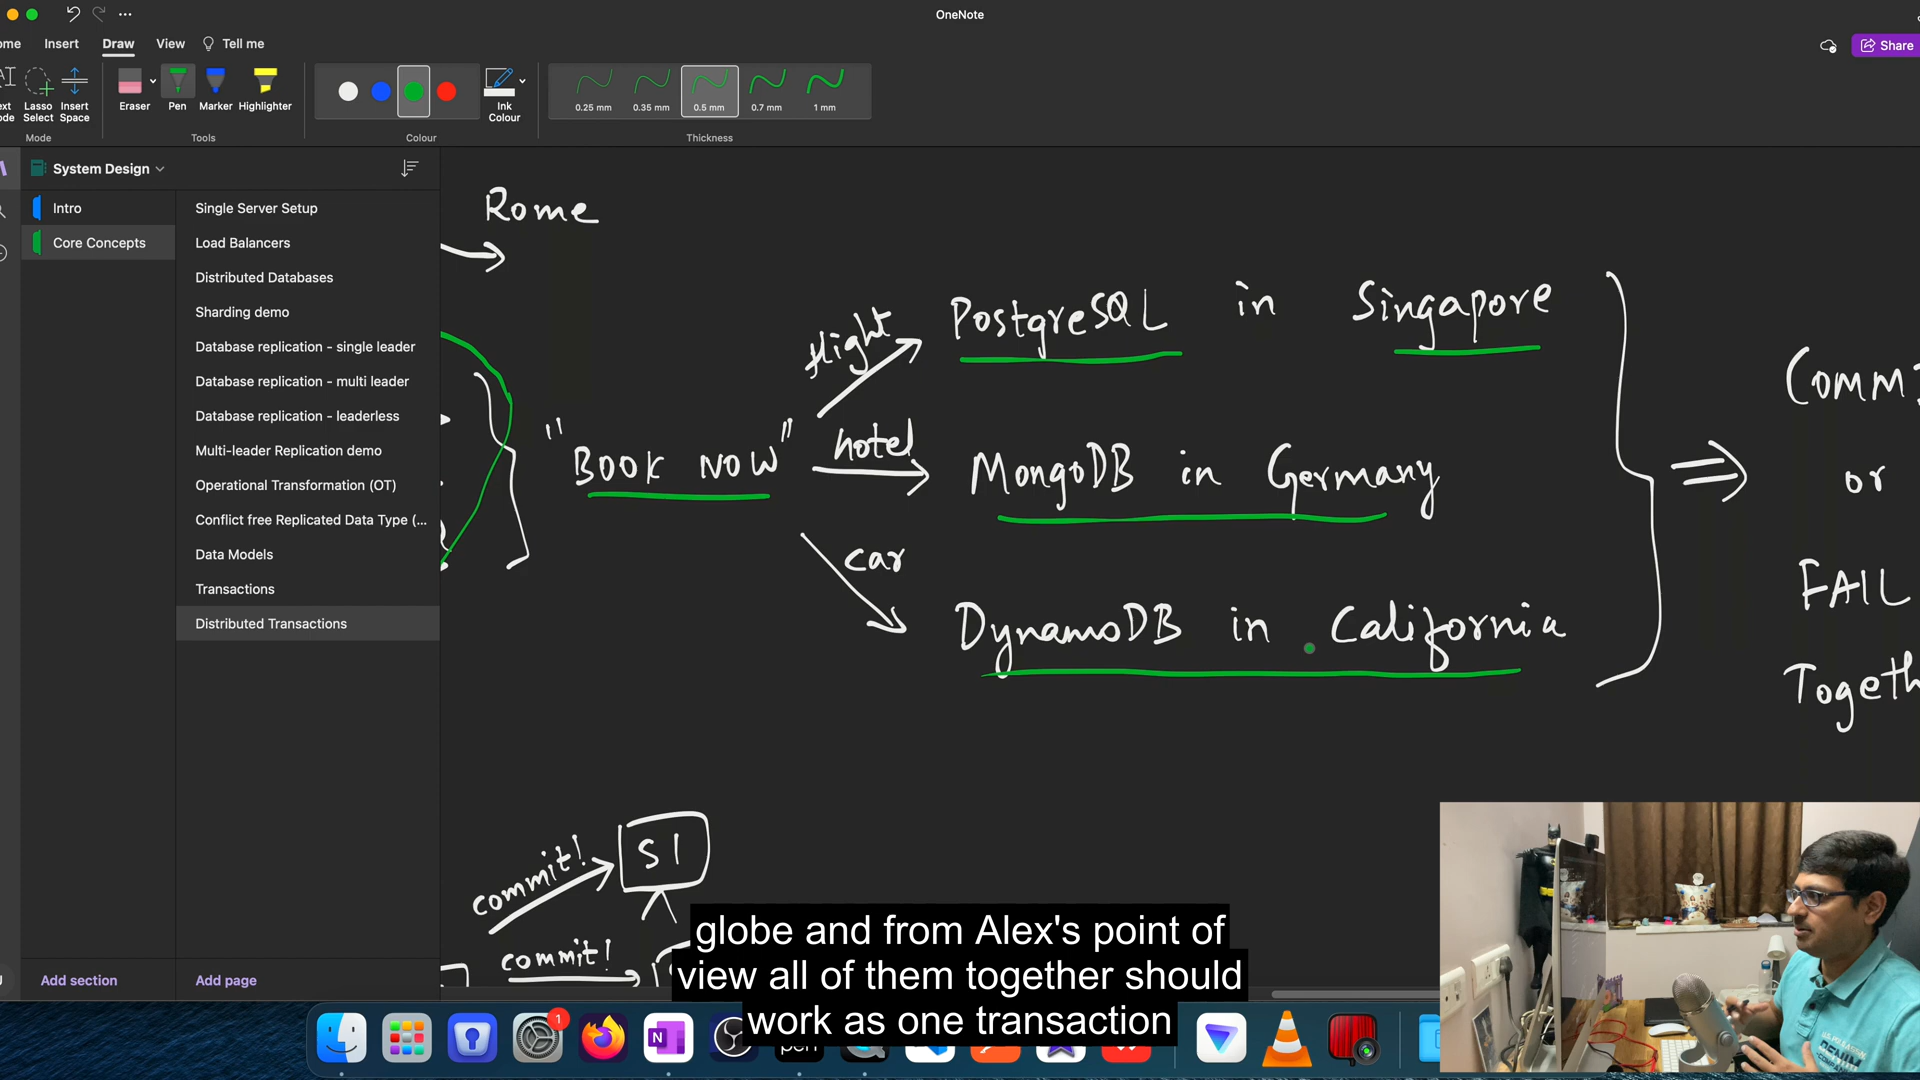 OneNote
Insert
Draw
View
Tell me
Share
Eraser
Pen
Marker
Highlighter
Lasso
Select
Insert
Space
Ink
Colour
0.25 mm
0.35 mm
0.5 mm
0.7 mm
1 mm
Mode
Tools
Colour
Thickness
System Design
Intro
Core Concepts
Single Server Setup
Load Balancers
Distributed Databases
Sharding demo
Database replication - single leader
Database replication - multi leader
Database replication - leaderless
Multi-leader Replication demo
Operational Transformation (OT)
Conflict free Replicated Data Type (...
Data Models
Transactions
Distributed Transactions
Add section
Add page
Rome
"BOOK NOW"
flight
PostgreSQL in Singapore
hotel
MongoDB in Germany
car
DynamoDB in California
or
FAIL
commit!
S1
commit!
globe and from Alex's point of
view all of them together should
work as one transaction
1